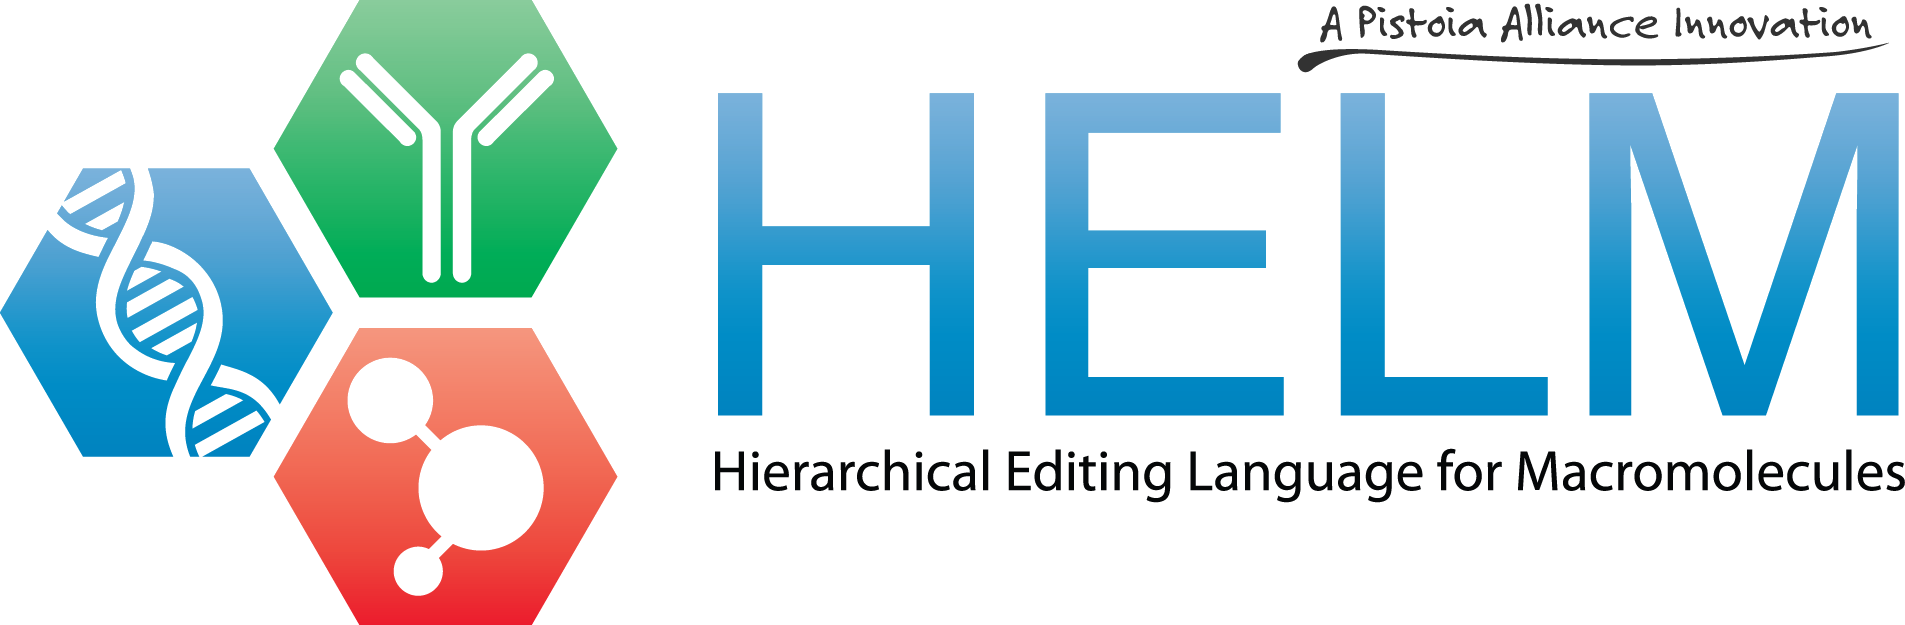 A Pistoia Alliance Innovation
HELM
Hierarchical Editing Language for Macromolecules